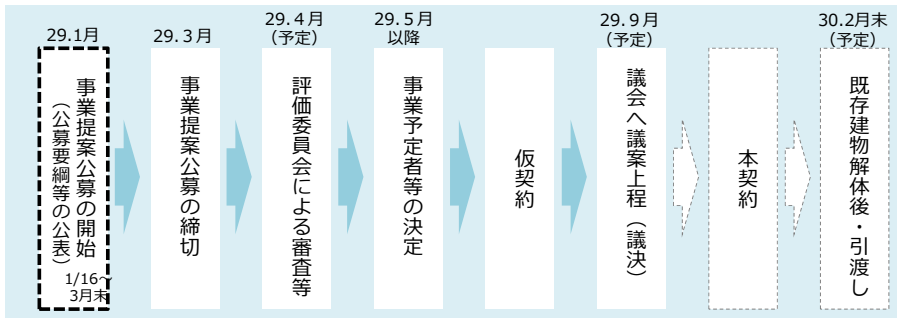 29.1月
事業提案公募の開始
（公募要綱等の公表）
1/16～
3月末
29.3月
事業提案公募の締切
29.4月
（予定）
評価委員会による審査等
29.5月
以降
事業予定者等の決定
仮契約
29.9月
（予定）
議会へ議案上程（議決）
本契約
30.2月末
（予定）
既存建物解体後・引渡し